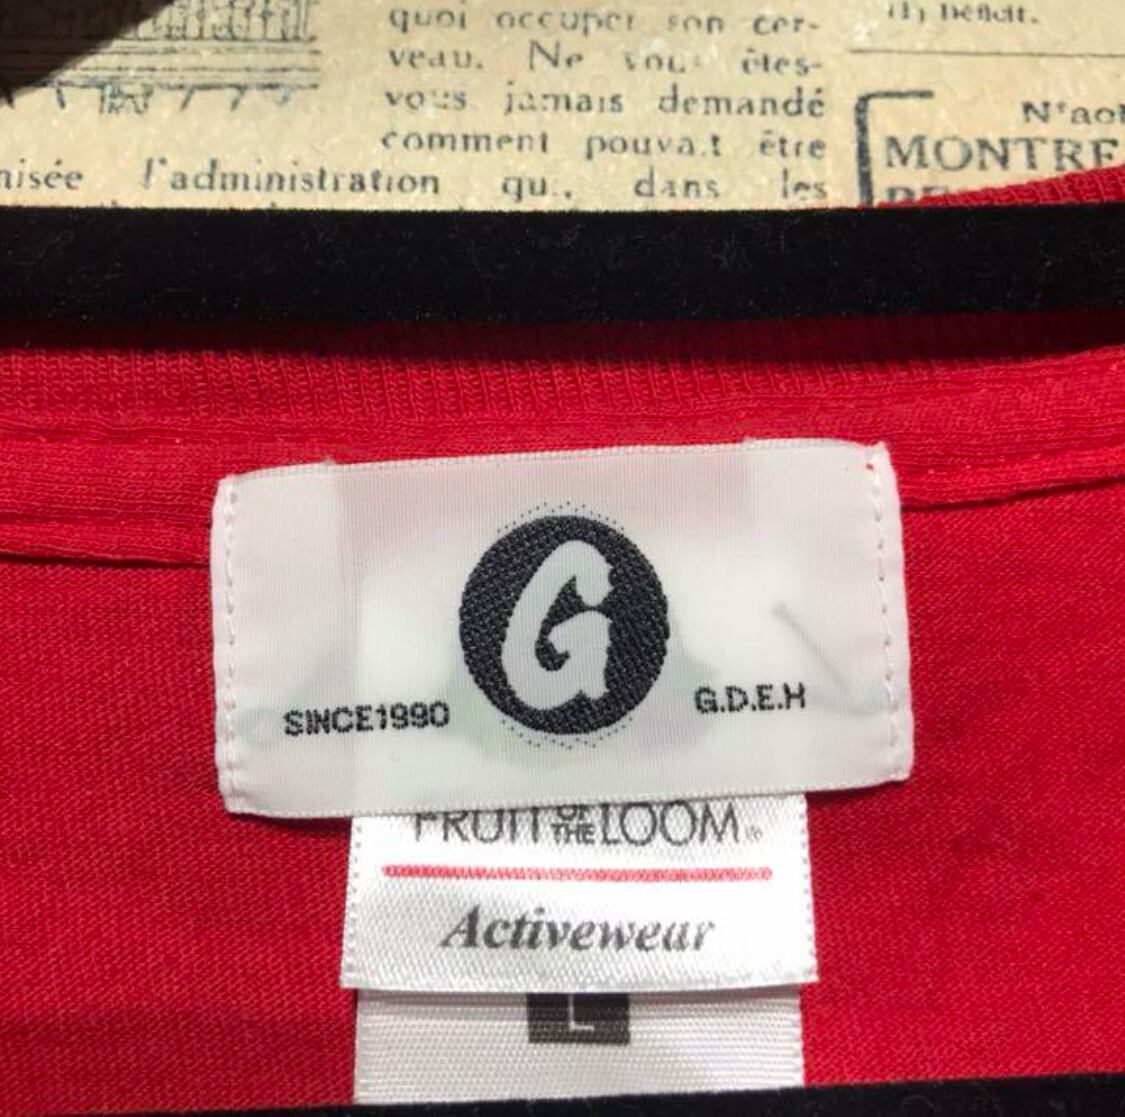 quoi occuper son cer-
veau. Ne vous êtes-
vous jamais demandé
comment pouvait être
l'administration qui, dans les
MONTRE
G
SINCE1990
G.D.E.H
FRUIT OF THE LOOM®
Activewear
L